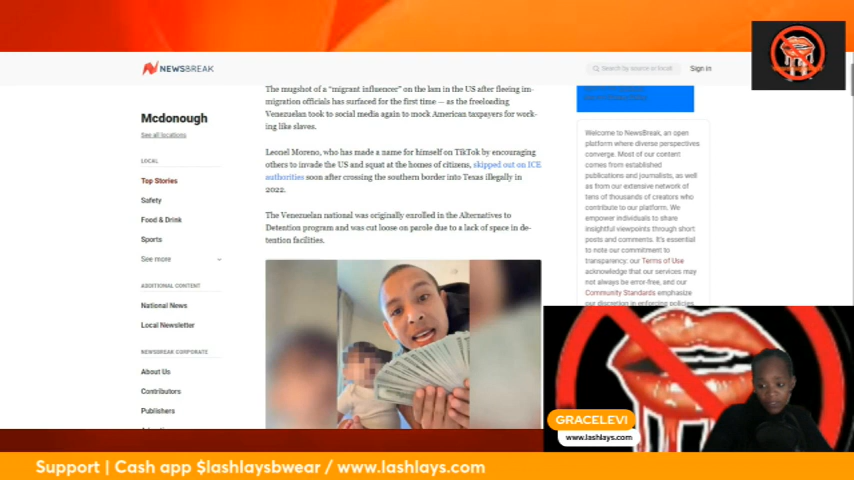 NEWSBREAK
Search by source or locati
Sign in
Mcdonough
See all locations
LOCAL
Top Stories
Safety
Food & Drink
Sports
See more
ADDITIONAL CONTENT
National News
Local Newsletter
NEWSBREAK CORPORATE
About Us
Contributors
Publishers
The mugshot of a “migrant influencer” on the lam in the US after fleeing im-
migration officials has surfaced for the first time — as the freeloading
Venezuelan took to social media again to mock American taxpayers for work-
ing like slaves.
Leonel Moreno, who has made a name for himself on TikTok by encouraging
others to invade the US and squat at the homes of citizens, skipped out on ICE
authorities soon after crossing the southern border into Texas illegally in
2022.
The Venezuelan national was originally enrolled in the Alternatives to
Detention program and was cut loose on parole due to a lack of space in de-
tention facilities.
Welcome to NewsBreak, an open
platform where diverse perspectives
converge. Most of our content
comes from established
publications and journalists, as well
as from our extensive network of
tens of thousands of creators who
contribute to our platform. We
empower individuals to share
insightful viewpoints through short
posts and comments. It's essential
to note our commitment to
transparency: our Terms of Use
acknowledge that our services may
not always be error-free, and our
Community Standards emphasize
our discretion in enforcing policies.
GRACELEVI
www.lashlays.com
Support | Cash app $lashlaysbwear / www.lashlays.com